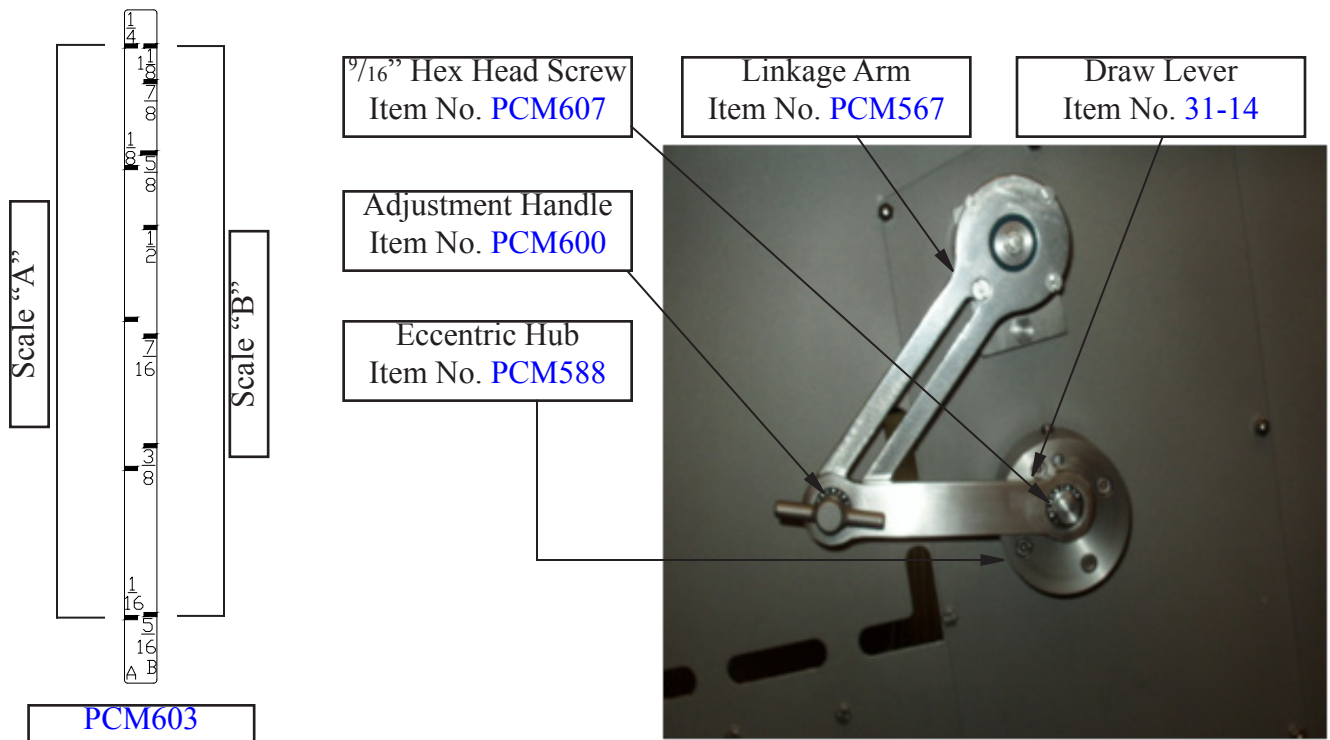 1/4
1 1/8
7/8
1/8
5/8
1/2
7/16
3/8
1/16
5/16
A B
Scale “A”
Scale “B”
PCM603
9/16” Hex Head Screw
Item No. PCM607
Linkage Arm
Item No. PCM567
Draw Lever
Item No. 31-14
Adjustment Handle
Item No. PCM600
Eccentric Hub
Item No. PCM588